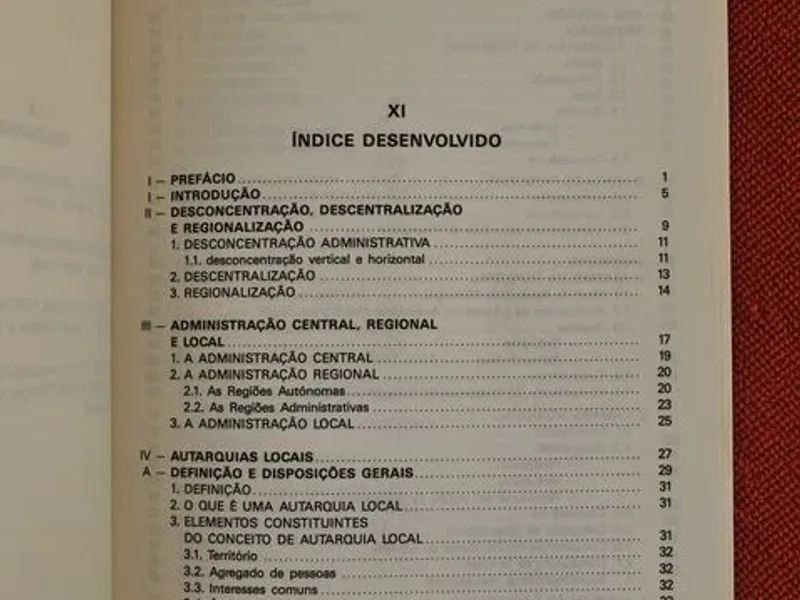 XI
ÍNDICE DESENVOLVIDO
I – PREFÁCIO 1
I – INTRODUÇÃO 5
II – DESCONCENTRAÇÃO, DESCENTRALIZAÇÃO
E REGIONALIZAÇÃO 9
1. DESCONCENTRAÇÃO ADMINISTRATIVA 11
1.1. desconcentração vertical e horizontal 11
2. DESCENTRALIZAÇÃO 13
3. REGIONALIZAÇÃO 14
III – ADMINISTRAÇÃO CENTRAL, REGIONAL
E LOCAL 17
1. A ADMINISTRAÇÃO CENTRAL 19
2. A ADMINISTRAÇÃO REGIONAL 20
2.1. As Regiões Autónomas 20
2.2. As Regiões Administrativas 23
3. A ADMINISTRAÇÃO LOCAL 25
IV – AUTARQUIAS LOCAIS 27
A – DEFINIÇÃO E DISPOSIÇÕES GERAIS 29
1. DEFINIÇÃO 31
2. O QUE É UMA AUTARQUIA LOCAL 31
3. ELEMENTOS CONSTITUINTES
DO CONCEITO DE AUTARQUIA LOCAL 31
3.1. Território 32
3.2. Agregado de pessoas 32
3.3. Interesses comuns 32